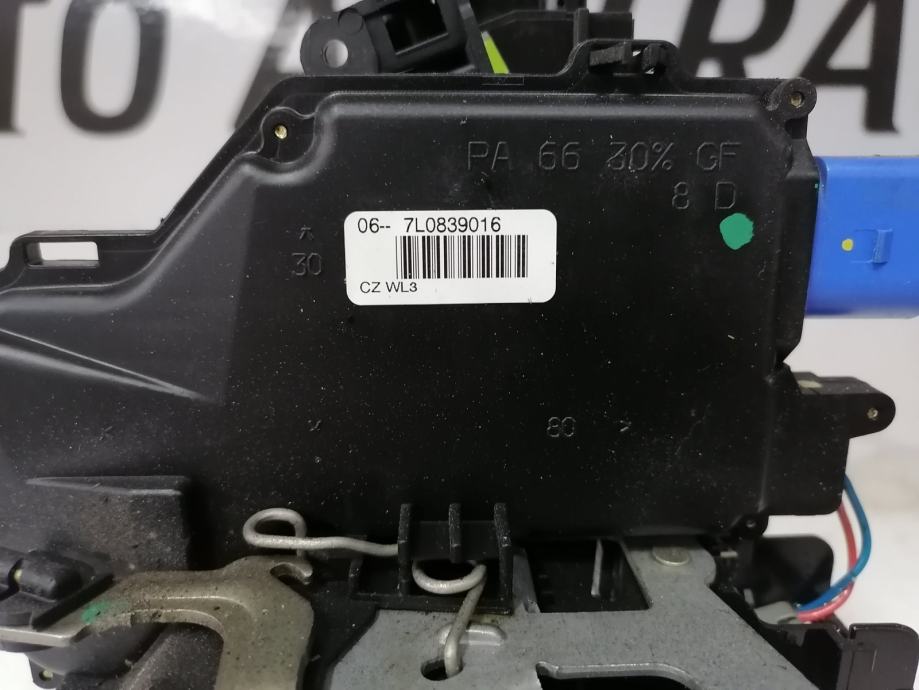 PA 66 30% GF
8 D
06-- 7L0839016
CZ WL3
30
80